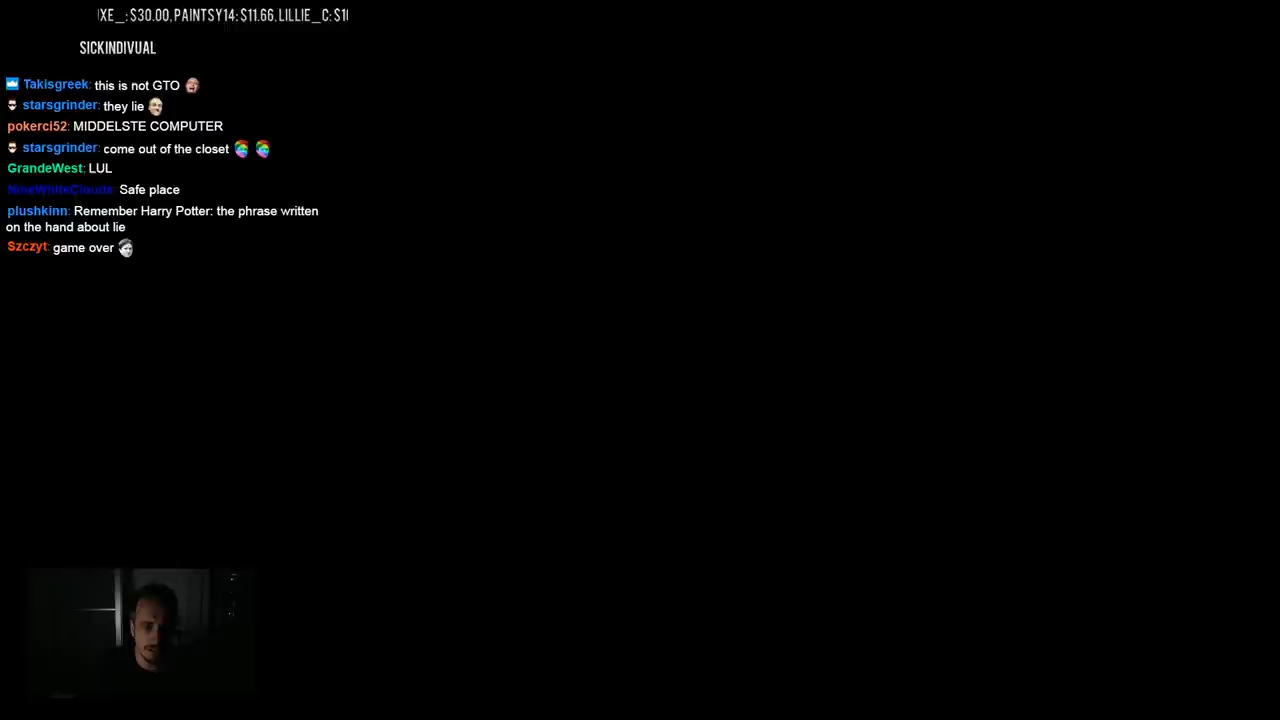 XE_: $30.00, PAINTSY14: $11.66, LILLIE_C: $1
SICKINDIVUAL
Takisgreek: this is not GTO
starsgrinder: they lie
pokerci52: MIDDELSTE COMPUTER
starsgrinder: come out of the closet
GrandeWest: LUL
NineWhiteClouds: Safe place
plushkinn: Remember Harry Potter: the phrase written
on the hand about lie
Szczyt: game over